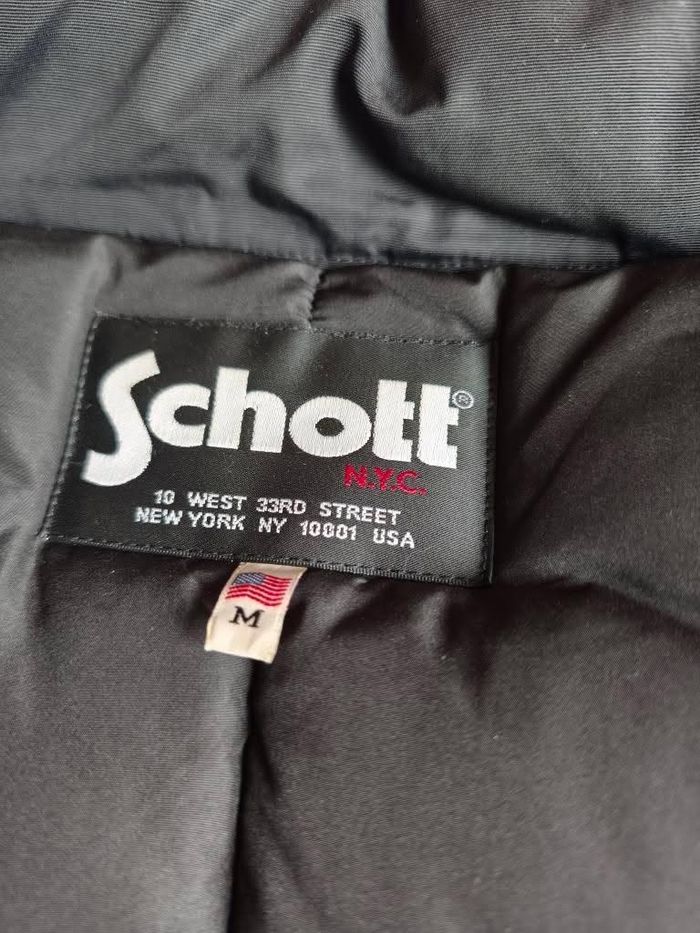 Schott®
N.Y.C.
10 WEST 33RD STREET
NEW YORK NY 10001 USA
M